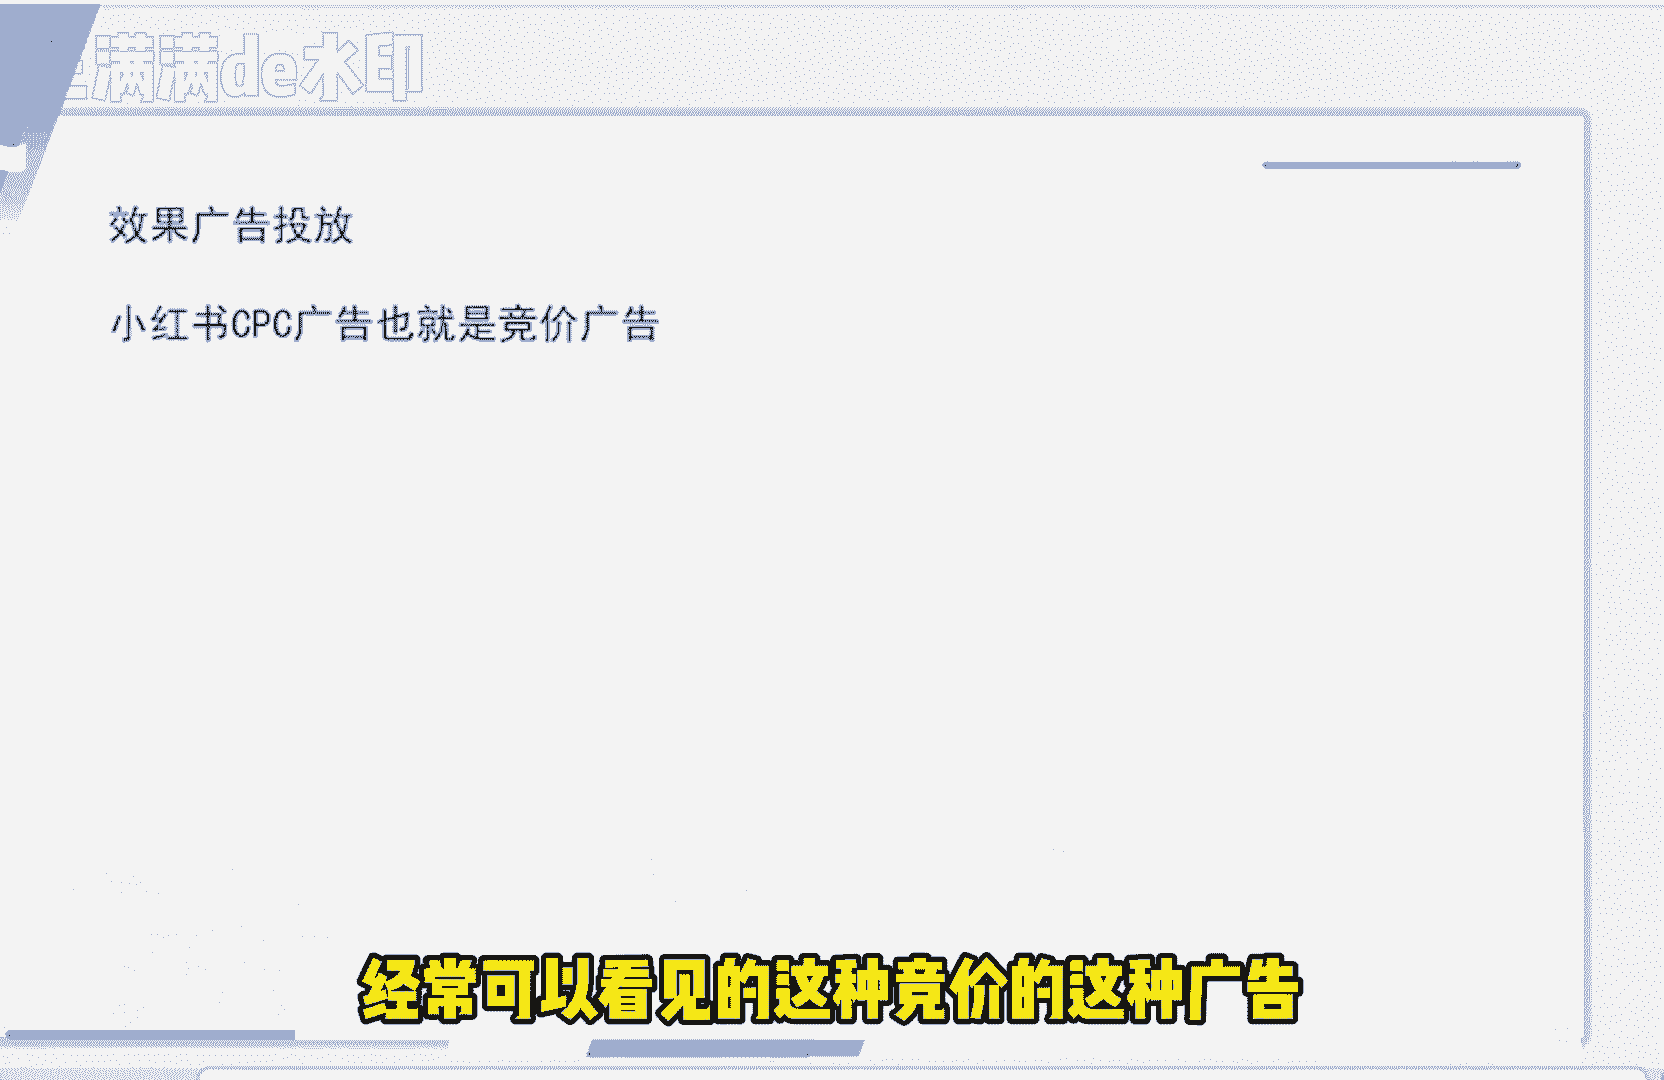 满满de水印
效果广告投放
小红书CPC广告也就是竞价广告
经常可以看见的这种竞价的这种广告